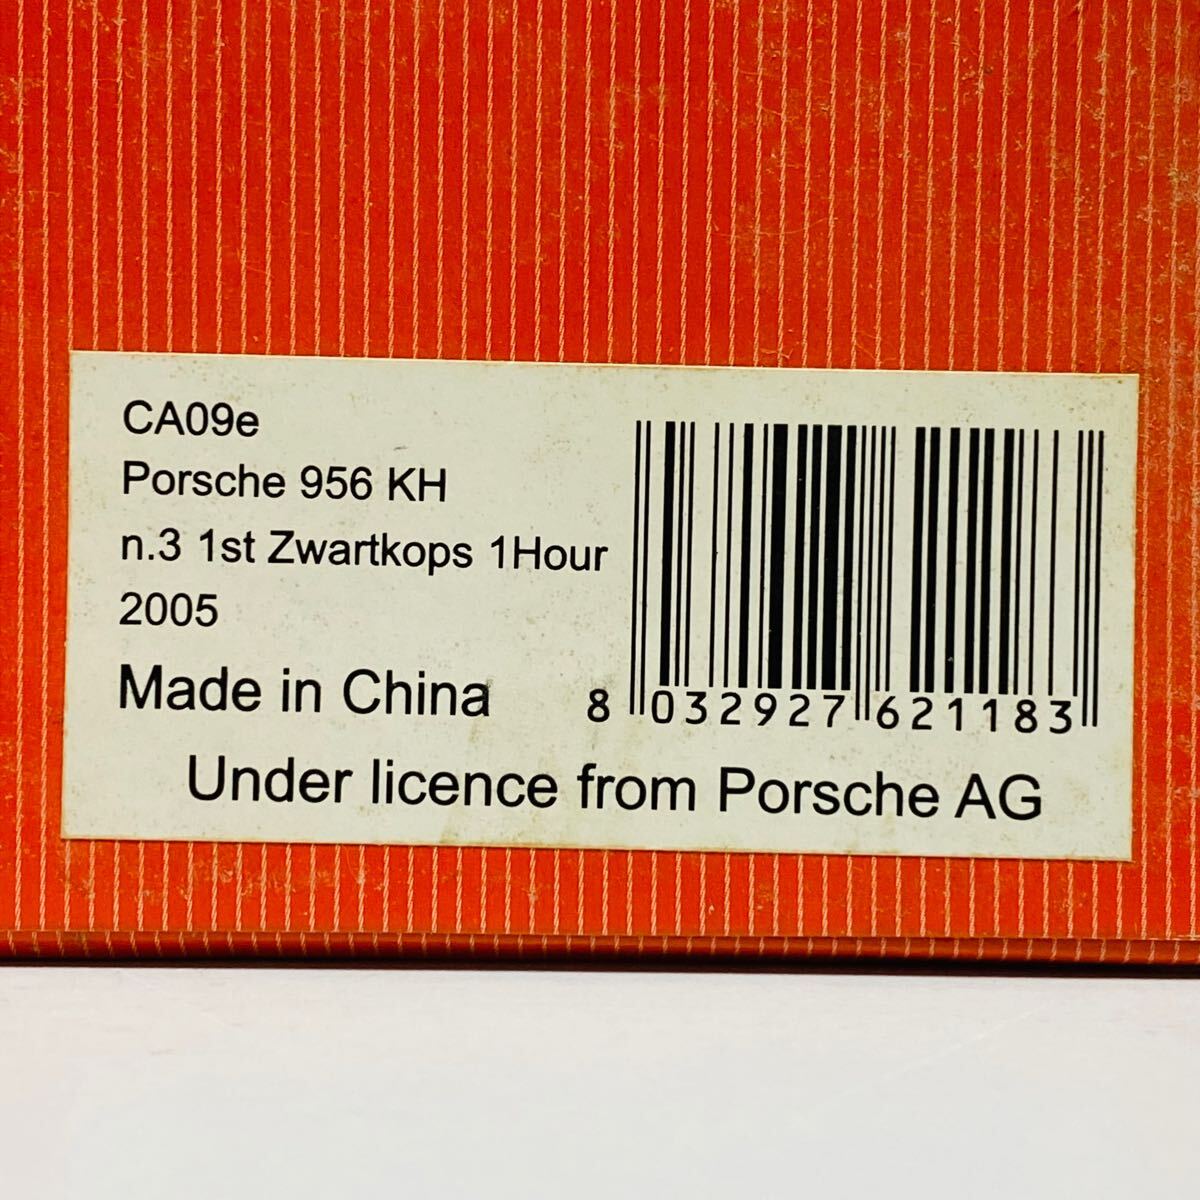 CA09e
Porsche 956 KH
n.3 1st Zwartkops 1Hour
2005
Made in China
8 032927 621183
Under licence from Porsche AG